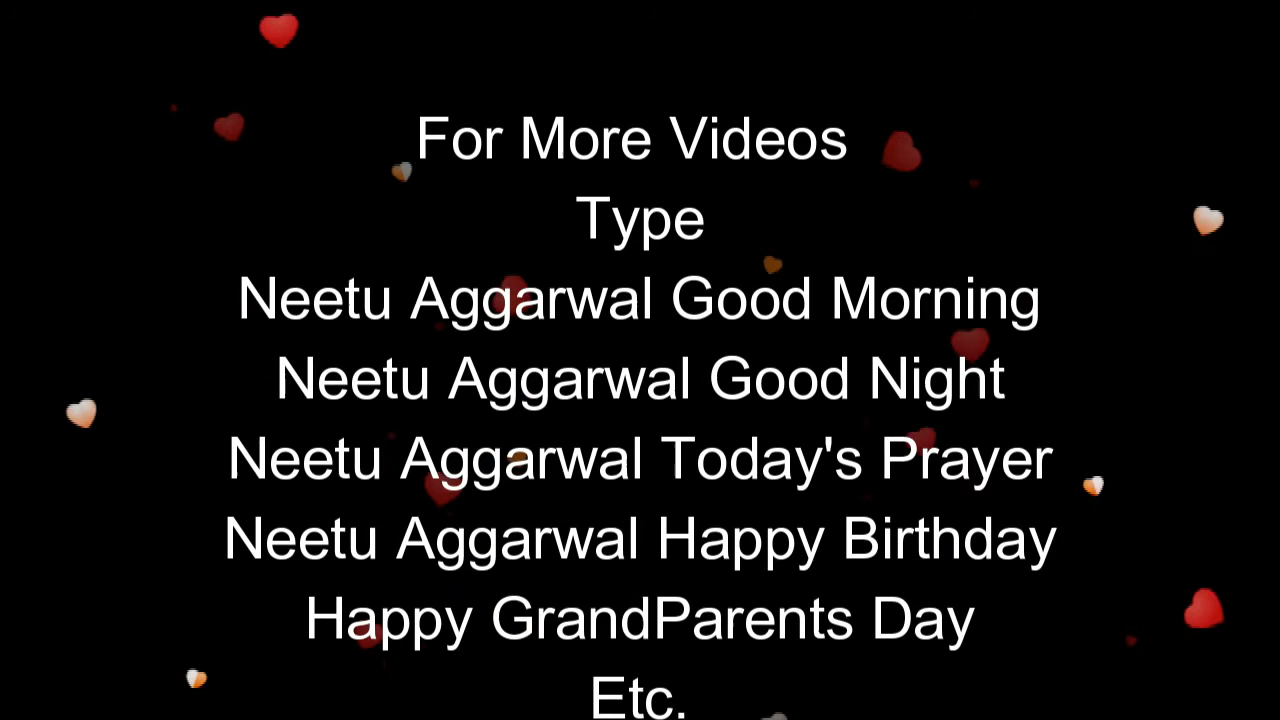 For More Videos
Type
Neetu Aggarwal Good Morning
Neetu Aggarwal Good Night
Neetu Aggarwal Today's Prayer
Neetu Aggarwal Happy Birthday
Happy GrandParents Day
Etc.